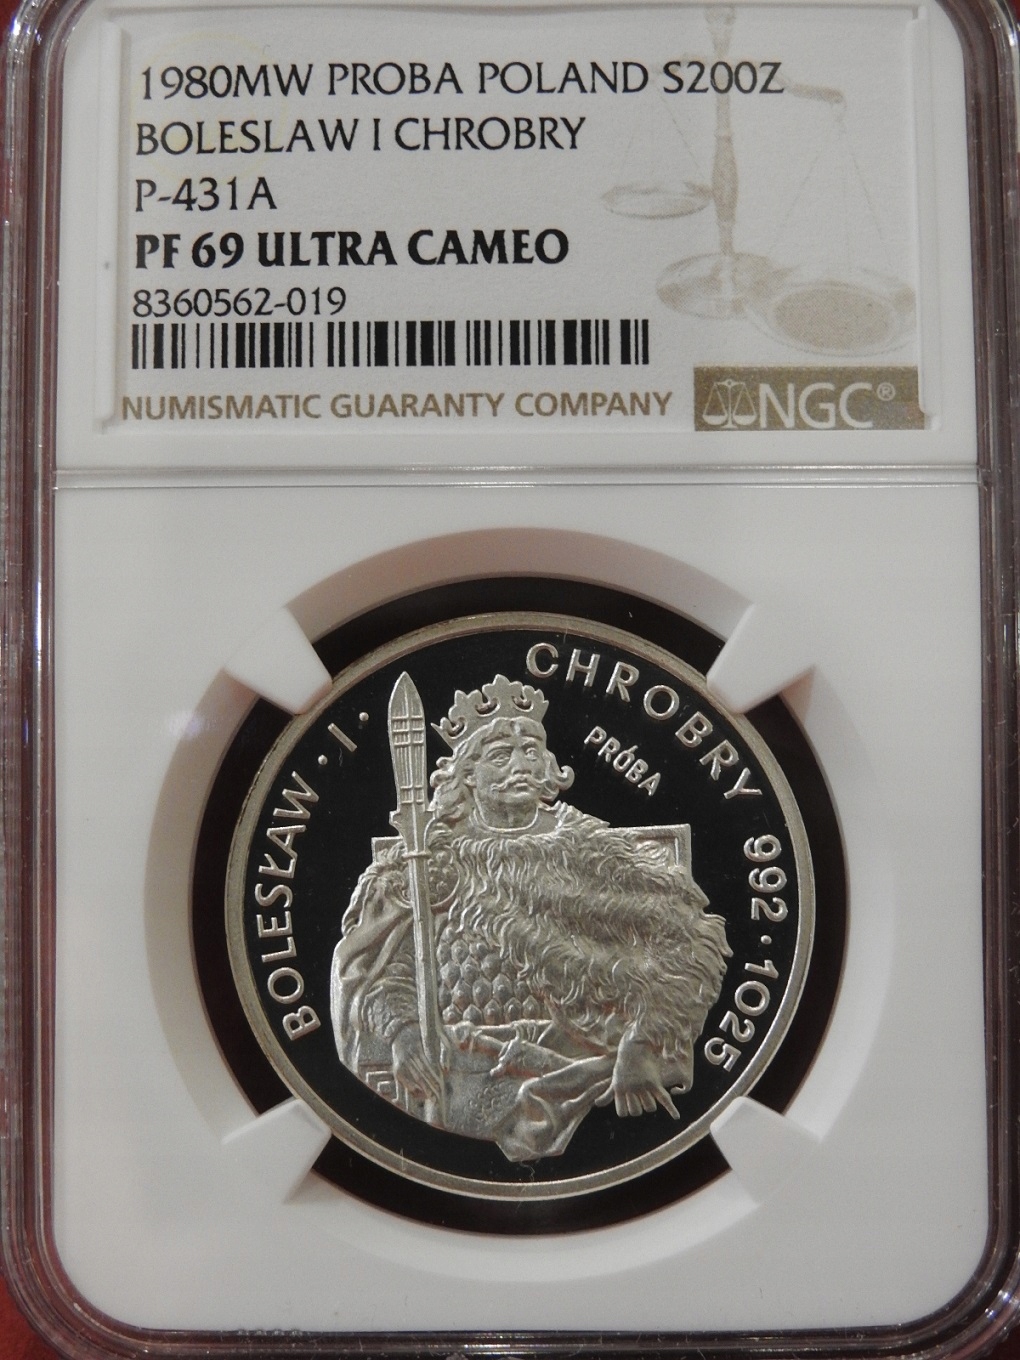 1980MW PROBA POLAND S200Z
BOLESLAW I CHROBRY
P-431A
PF 69 ULTRA CAMEO
8360562-019
NUMISMATIC GUARANTY COMPANY
NGC®
BOLESŁAW · I · CHROBRY 992 · 1025
PRÓBA